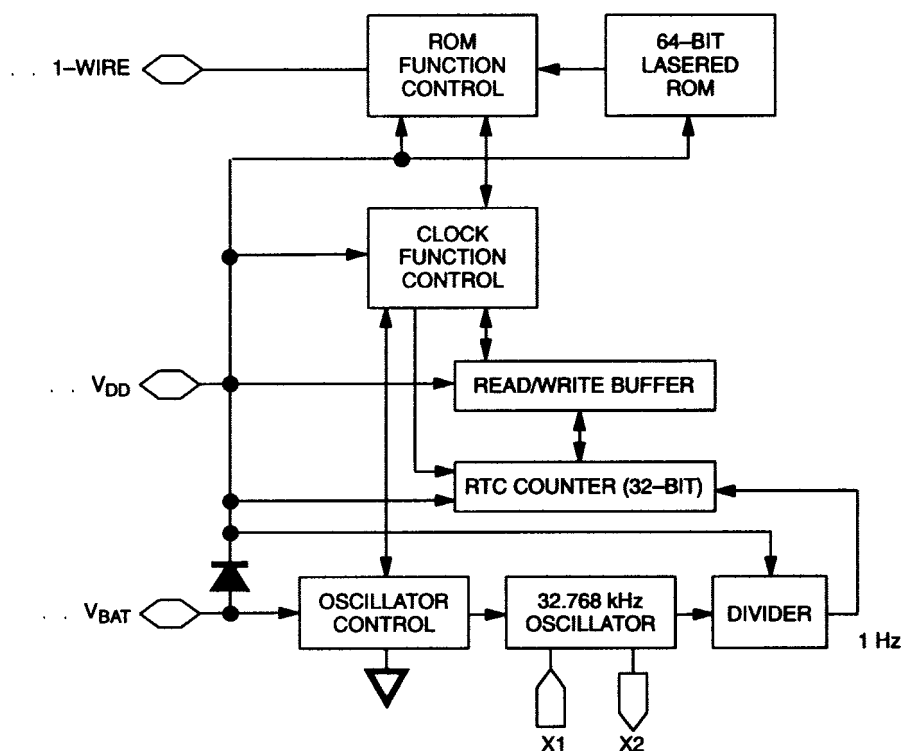 ROM
FUNCTION
CONTROL
64–BIT
LASERED
ROM
1–WIRE
CLOCK
FUNCTION
CONTROL
VDD
READ/WRITE BUFFER
RTC COUNTER (32–BIT)
VBAT
OSCILLATOR
CONTROL
32.768 kHz
OSCILLATOR
DIVIDER
1 Hz
X1
X2